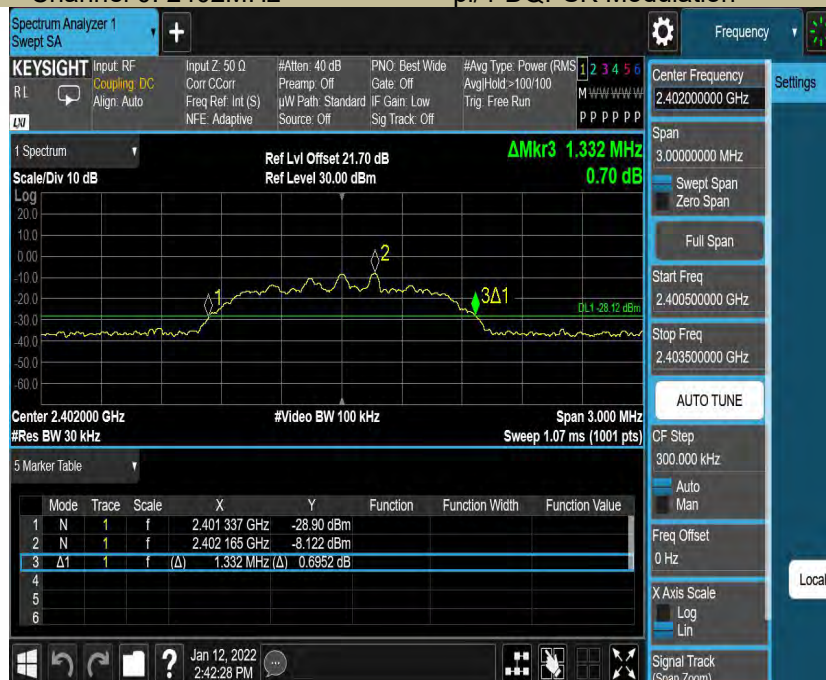 Spectrum Analyzer 1
Swept SA
+
Frequency
KEYSIGHT
RL
LXI
Input: RF
Coupling: DC
Align: Auto
Input Z: 50 Ω
Corr CCorr
Freq Ref: Int (S)
NFE: Adaptive
#Atten: 40 dB
Preamp: Off
µW Path: Standard
Source: Off
PNO: Best Wide
Gate: Off
IF Gain: Low
Sig Track: Off
#Avg Type: Power (RMS
Avg|Hold:>100/100
Trig: Free Run
1 2 3 4 5 6
M W W W W W
P P P P P P
Center Frequency
2.402000000 GHz
Settings
Span
3.00000000 MHz
Swept Span
Zero Span
Full Span
Start Freq
2.400500000 GHz
Stop Freq
2.403500000 GHz
AUTO TUNE
CF Step
300.000 kHz
Auto
Man
Freq Offset
0 Hz
X Axis Scale
Log
Lin
Signal Track
(Span Zoom)
Local
1 Spectrum
Scale/Div 10 dB
Ref Lvl Offset 21.70 dB
Ref Level 30.00 dBm
ΔMkr3 1.332 MHz
0.70 dB
Log
20.0
10.0
0.00
-10.0
-20.0
-30.0
-40.0
-50.0
-60.0
1
2
3Δ1
DL1 -28.12 dBm
Center 2.402000 GHz
#Res BW 30 kHz
#Video BW 100 kHz
Span 3.000 MHz
Sweep 1.07 ms (1001 pts)
5 Marker Table
Mode Trace Scale X Y Function Function Width Function Value
1 N 1 f 2.401 337 GHz -28.90 dBm
2 N 1 f 2.402 165 GHz -8.122 dBm
3 Δ1 1 f (Δ) 1.332 MHz (Δ) 0.6952 dB
4
5
6
?
Jan 12, 2022
2:42:28 PM